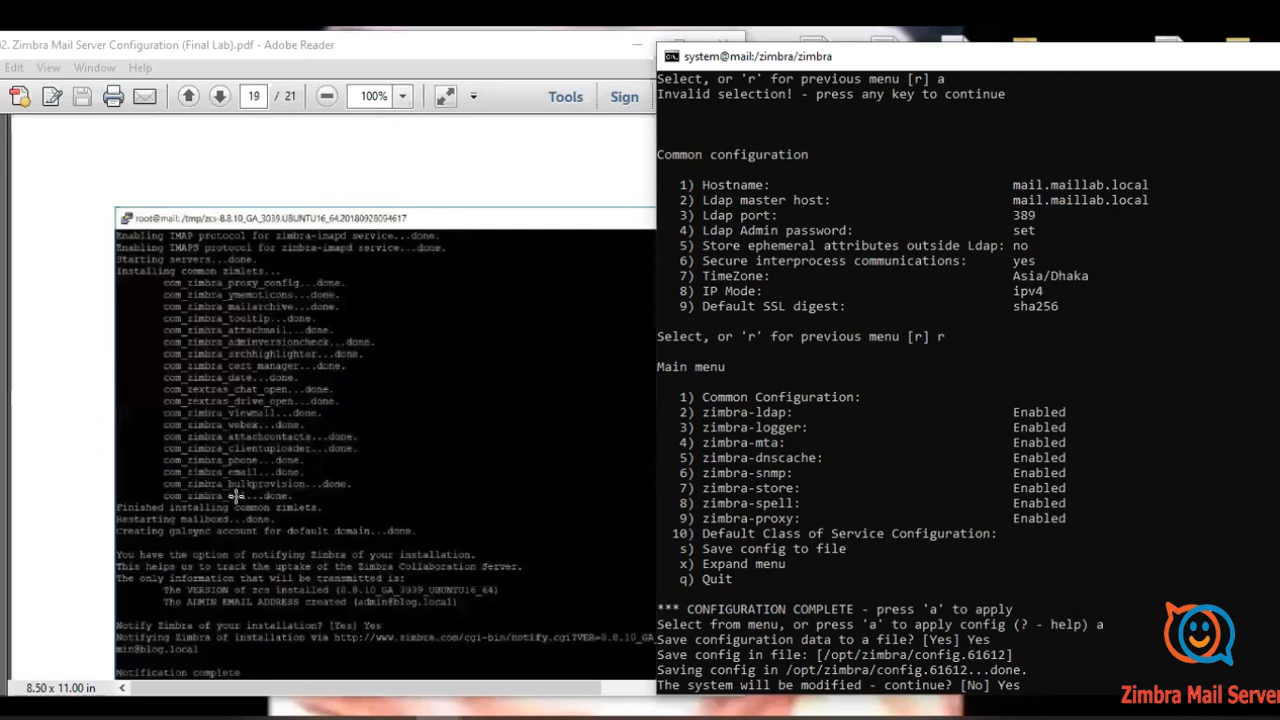 02. Zimbra Mail Server Configuration (Final Lab).pdf - Adobe Reader
Edit View Window Help
19 / 21 100% Tools Sign
root@mail: /tmp/zcs-8.8.10_GA_3039.UBUNTU16_64.20180928094617
Enabling IMAP protocol for zimbra-imapd service...done.
Enabling IMAPS protocol for zimbra-imapd service...done.
Starting servers...done.
Installing common zimlets...
com_zimbra_proxy_config...done.
com_zimbra_ymemoticons...done.
com_zimbra_mailarchive...done.
com_zimbra_tooltip...done.
com_zimbra_attachmail...done.
com_zimbra_adminversioncheck...done.
com_zimbra_srchhighlighter...done.
com_zimbra_cert_manager...done.
com_zimbra_date...done.
com_zextras_chat_open...done.
com_zextras_drive_open...done.
com_zimbra_viewmail...done.
com_zimbra_webex...done.
com_zimbra_attachcontacts...done.
com_zimbra_clientuploader...done.
com_zimbra_phone...done.
com_zimbra_email...done.
com_zimbra_bulkprovision...done.
com_zimbra_ ...done.
Finished installing common zimlets.
Restarting mailboxd...done.
Creating galsync account for default domain...done.
You have the option of notifying Zimbra of your installation.
This helps us to track the uptake of the Zimbra Collaboration Server.
The only information that will be transmitted is:
The VERSION of zcs installed (8.8.10_GA_3039_UBUNTU16_64)
The ADMIN EMAIL ADDRESS created (admin@blog.local)
Notify Zimbra of your installation? [Yes] Yes
Notifying Zimbra of installation via http://www.zimbra.com/cgi-bin/notify.cgi?VER=8.8.10_GA_
min@blog.local
Notification complete
8.50 x 11.00 in
system@mail:/zimbra/zimbra
Select, or 'r' for previous menu [r] a
Invalid selection! - press any key to continue
Common configuration
1) Hostname: mail.maillab.local
2) Ldap master host: mail.maillab.local
3) Ldap port: 389
4) Ldap Admin password: set
5) Store ephemeral attributes outside Ldap: no
6) Secure interprocess communications: yes
7) TimeZone: Asia/Dhaka
8) IP Mode: ipv4
9) Default SSL digest: sha256
Select, or 'r' for previous menu [r] r
Main menu
1) Common Configuration:
2) zimbra-ldap: Enabled
3) zimbra-logger: Enabled
4) zimbra-mta: Enabled
5) zimbra-dnscache: Enabled
6) zimbra-snmp: Enabled
7) zimbra-store: Enabled
8) zimbra-spell: Enabled
9) zimbra-proxy: Enabled
10) Default Class of Service Configuration:
s) Save config to file
x) Expand menu
q) Quit
*** CONFIGURATION COMPLETE - press 'a' to apply
Select from menu, or press 'a' to apply config (? - help) a
Save configuration data to a file? [Yes] Yes
Save config in file: [/opt/zimbra/config.61612]
Saving config in /opt/zimbra/config.61612...done.
The system will be modified - continue? [No] Yes
Zimbra Mail Server